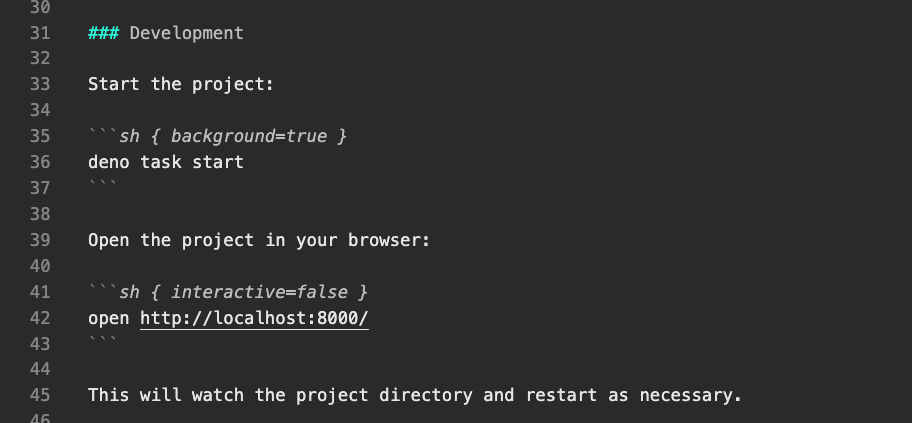 30
31 ### Development
32
33 Start the project:
34
35 ```sh { background=true }
36 deno task start
37 ```
38
39 Open the project in your browser:
40
41 ```sh { interactive=false }
42 open http://localhost:8000/
43 ```
44
45 This will watch the project directory and restart as necessary.
46